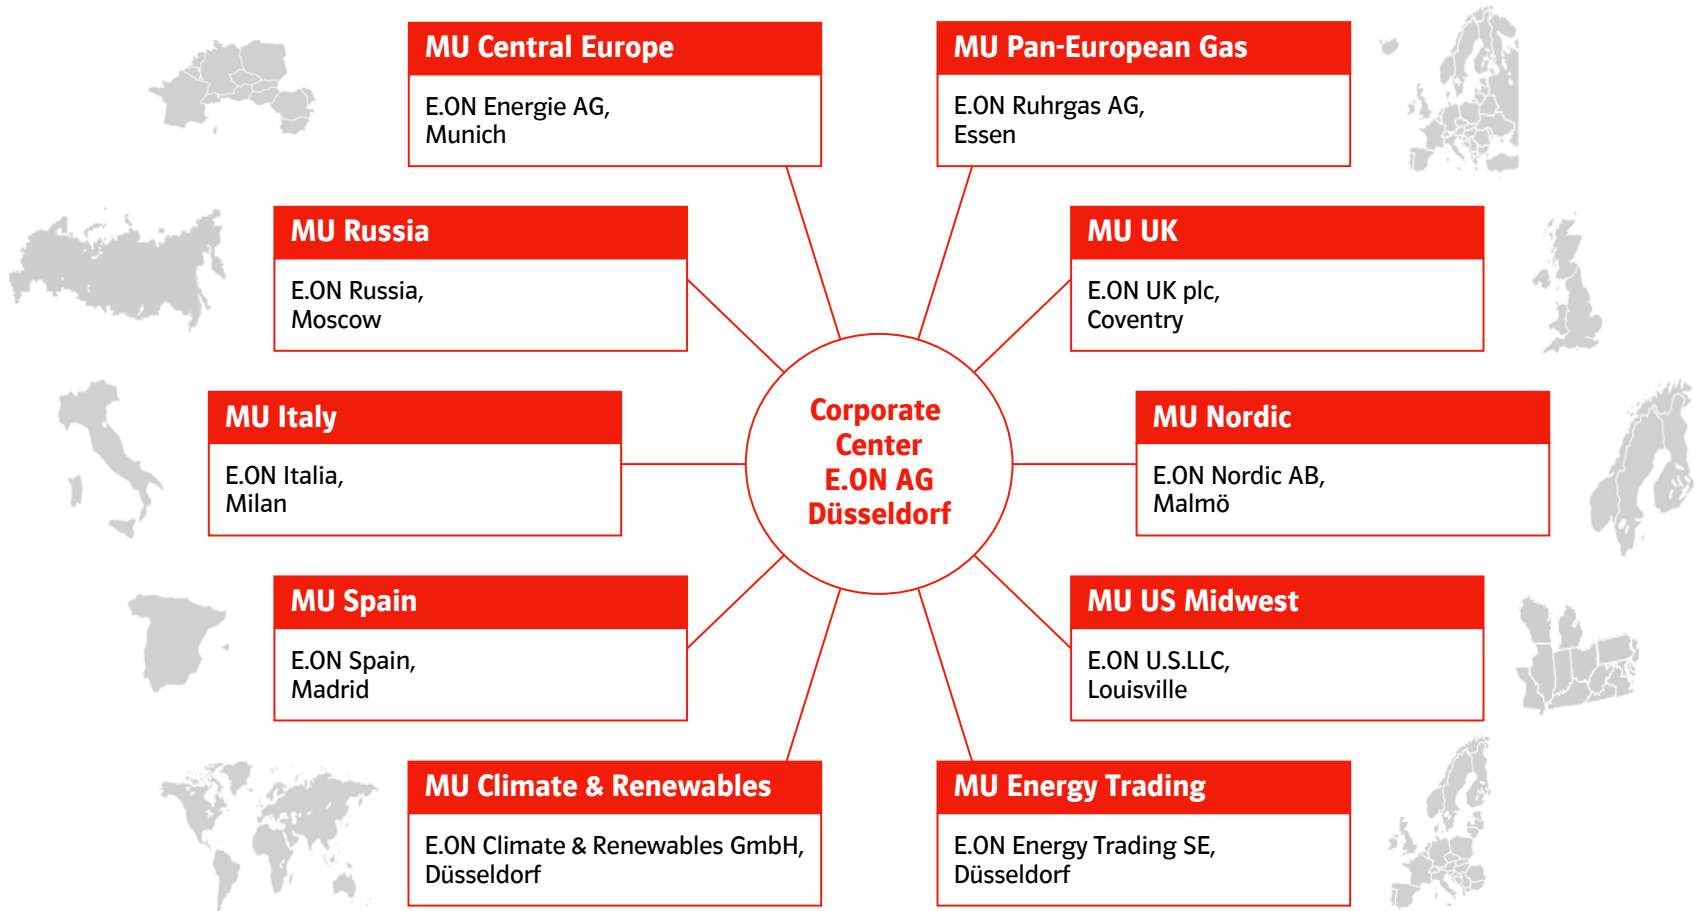 MU Central Europe
E.ON Energie AG,
Munich
MU Pan-European Gas
E.ON Ruhrgas AG,
Essen
MU Russia
E.ON Russia,
Moscow
MU UK
E.ON UK plc,
Coventry
MU Italy
E.ON Italia,
Milan
Corporate
Center
E.ON AG
Düsseldorf
MU Nordic
E.ON Nordic AB,
Malmö
MU Spain
E.ON Spain,
Madrid
MU US Midwest
E.ON U.S.LLC,
Louisville
MU Climate & Renewables
E.ON Climate & Renewables GmbH,
Düsseldorf
MU Energy Trading
E.ON Energy Trading SE,
Düsseldorf